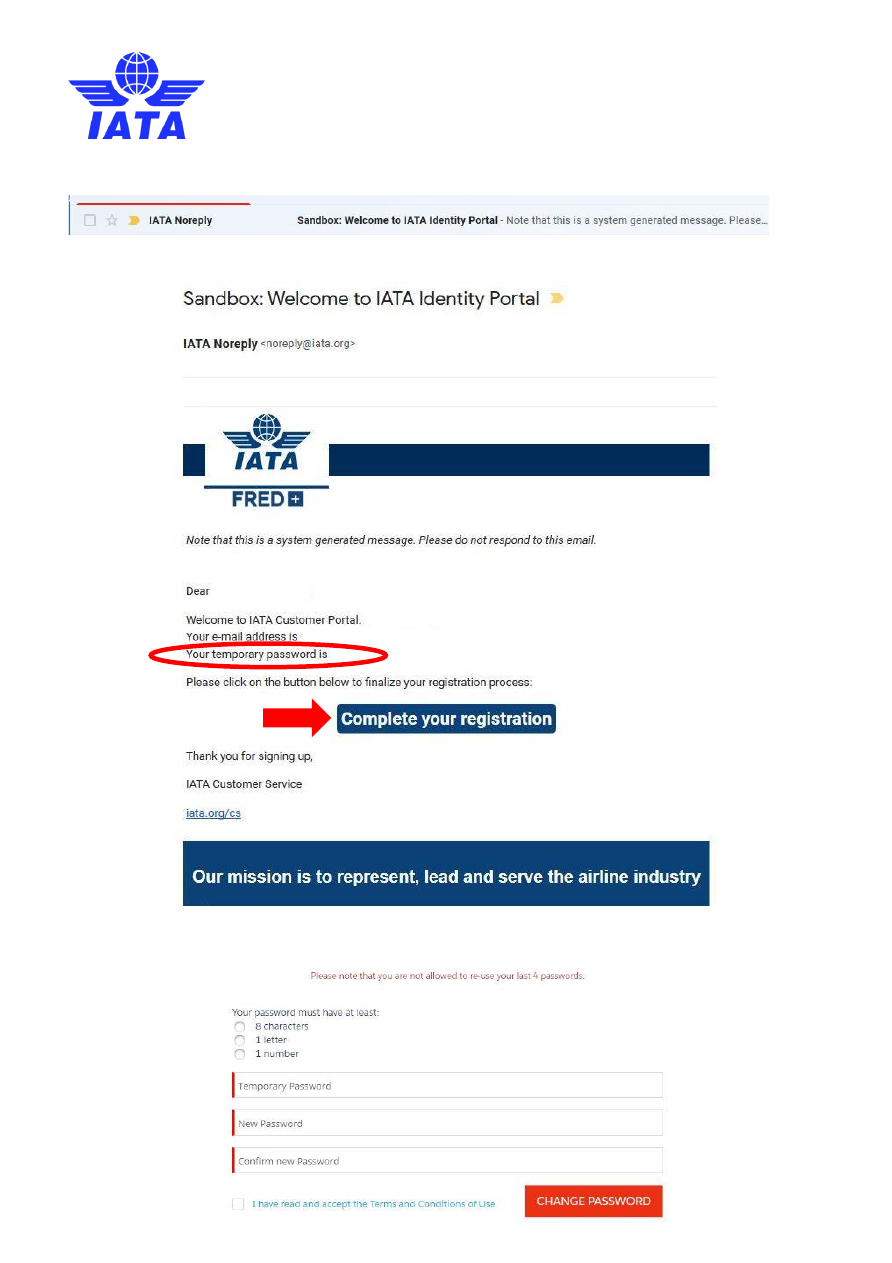 IATA
IATA Noreply Sandbox: Welcome to IATA Identity Portal - Note that this is a system generated message. Please...
Sandbox: Welcome to IATA Identity Portal
IATA Noreply <noreply@iata.org>
IATA
FRED+
Note that this is a system generated message. Please do not respond to this email.
Dear
Welcome to IATA Customer Portal.
Your e-mail address is
Your temporary password is
Please click on the button below to finalize your registration process:
Complete your registration
Thank you for signing up,
IATA Customer Service
iata.org/cs
Our mission is to represent, lead and serve the airline industry
Please note that you are not allowed to re-use your last 4 passwords.
Your password must have at least:
8 characters
1 letter
1 number
Temporary Password
New Password
Confirm new Password
I have read and accept the Terms and Conditions of Use
CHANGE PASSWORD